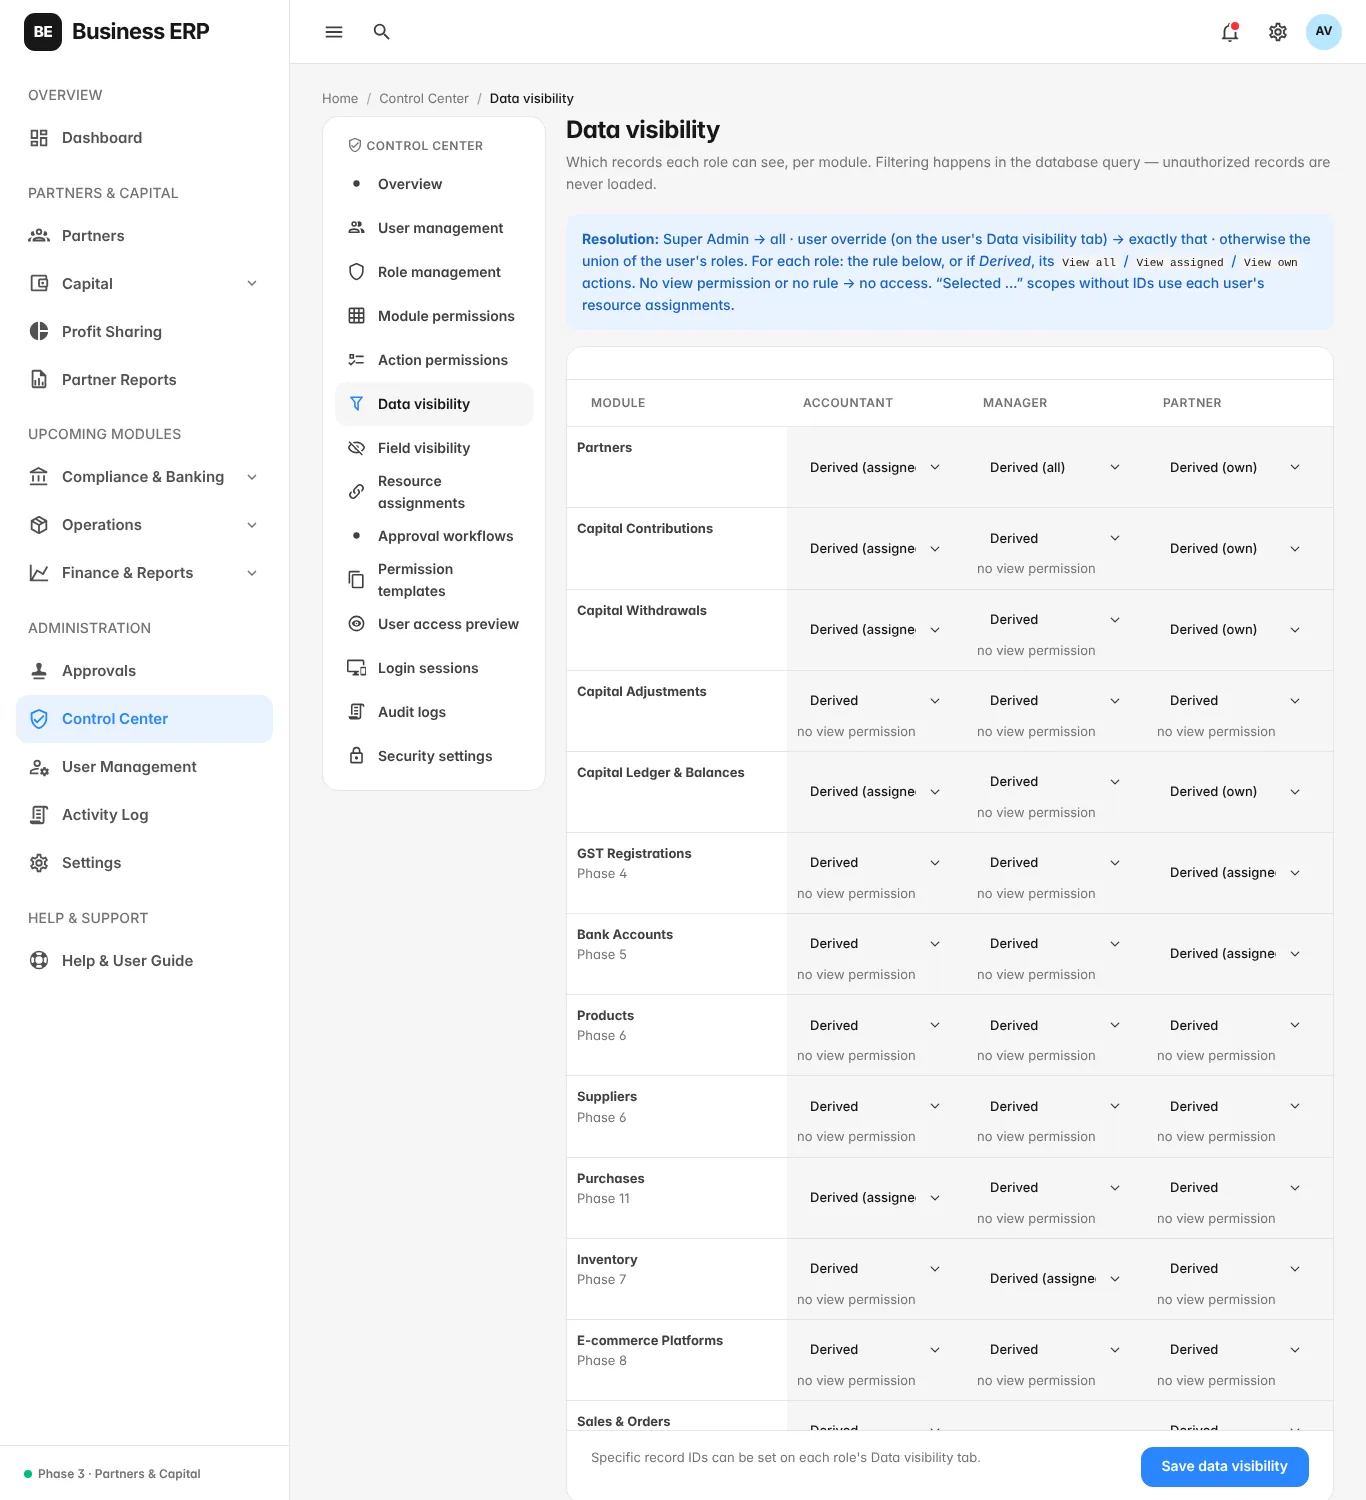 BE Business ERP
OVERVIEW
Dashboard
PARTNERS & CAPITAL
Partners
Capital
Profit Sharing
Partner Reports
UPCOMING MODULES
Compliance & Banking
Operations
Finance & Reports
ADMINISTRATION
Approvals
Control Center
User Management
Activity Log
Settings
HELP & SUPPORT
Help & User Guide
Phase 3 · Partners & Capital
AV
Home / Control Center / Data visibility
CONTROL CENTER
Overview
User management
Role management
Module permissions
Action permissions
Data visibility
Field visibility
Resource
assignments
Approval workflows
Permission
templates
User access preview
Login sessions
Audit logs
Security settings
Data visibility
Which records each role can see, per module. Filtering happens in the database query — unauthorized records are
never loaded.
Resolution: Super Admin → all · user override (on the user's Data visibility tab) → exactly that · otherwise the
union of the user's roles. For each role: the rule below, or if Derived, its View all / View assigned / View own
actions. No view permission or no rule → no access. “Selected …” scopes without IDs use each user's
resource assignments.
MODULE ACCOUNTANT MANAGER PARTNER
Partners
Derived (assigne Derived (all) Derived (own)
Capital Contributions
Derived (assigne Derived Derived (own)
no view permission
Capital Withdrawals
Derived (assigne Derived Derived (own)
no view permission
Capital Adjustments
Derived Derived Derived
no view permission no view permission no view permission
Capital Ledger & Balances
Derived (assigne Derived Derived (own)
no view permission
GST Registrations
Derived Derived Derived (assigne
Phase 4
no view permission no view permission
Bank Accounts
Derived Derived Derived (assigne
Phase 5
no view permission no view permission
Products
Derived Derived Derived
Phase 6
no view permission no view permission no view permission
Suppliers
Derived Derived Derived
Phase 6
no view permission no view permission no view permission
Purchases
Derived (assigne Derived Derived
Phase 11
no view permission no view permission
Inventory
Derived Derived (assigne Derived
Phase 7
no view permission no view permission
E-commerce Platforms
Derived Derived Derived
Phase 8
no view permission no view permission no view permission
Sales & Orders
Derived Derived
Specific record IDs can be set on each role's Data visibility tab.
Save data visibility